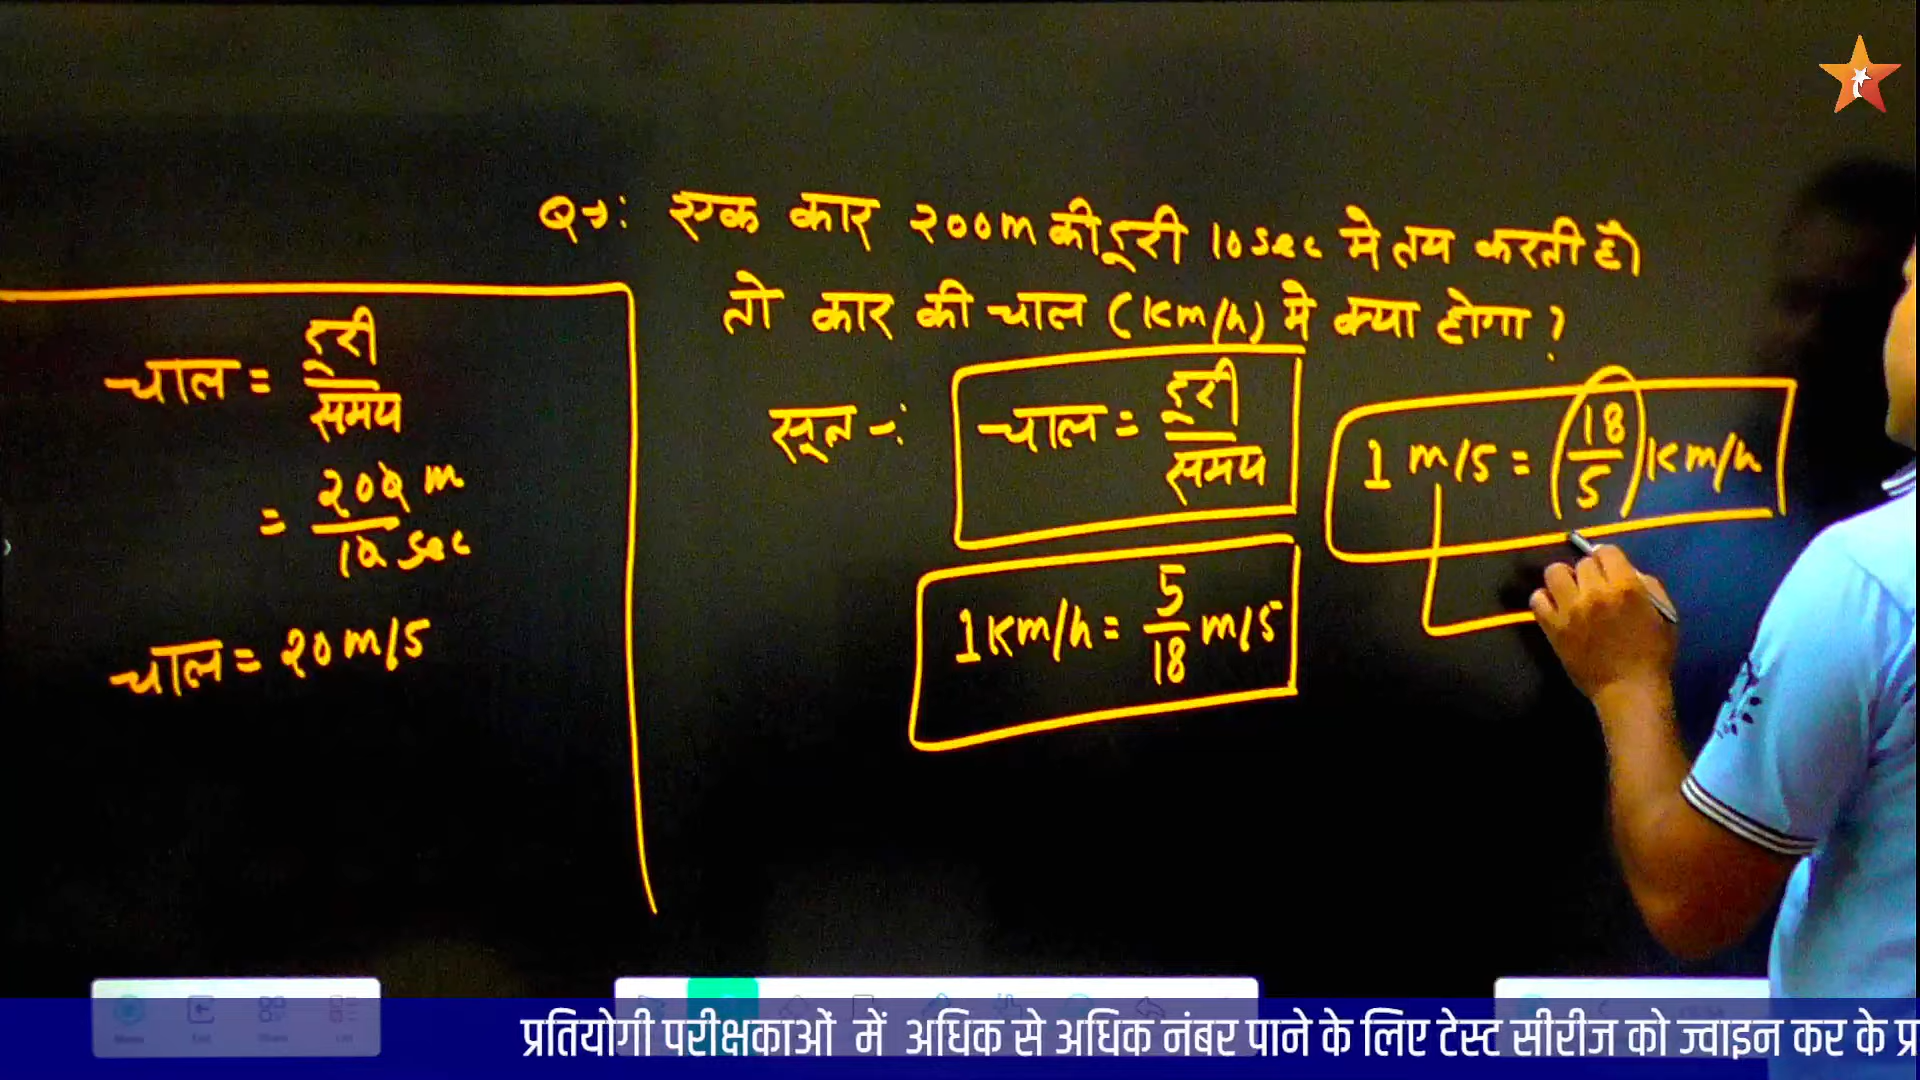 Q→: एक कार 200m की दूरी 10sec मे तय करती है।
तो कार की चाल (Km/h) मे क्या होगा ?
चाल = दूरी / समय
= 200 m / 10 sec
चाल = 20 m/s
सूत्र -: चाल = दूरी / समय
1 Km/h = 5/18 m/s
1 m/s = (18/5) Km/h
प्रतियोगी परीक्षकाओं में अधिक से अधिक नंबर पाने के लिए टेस्ट सीरीज को ज्वाइन कर के प्र